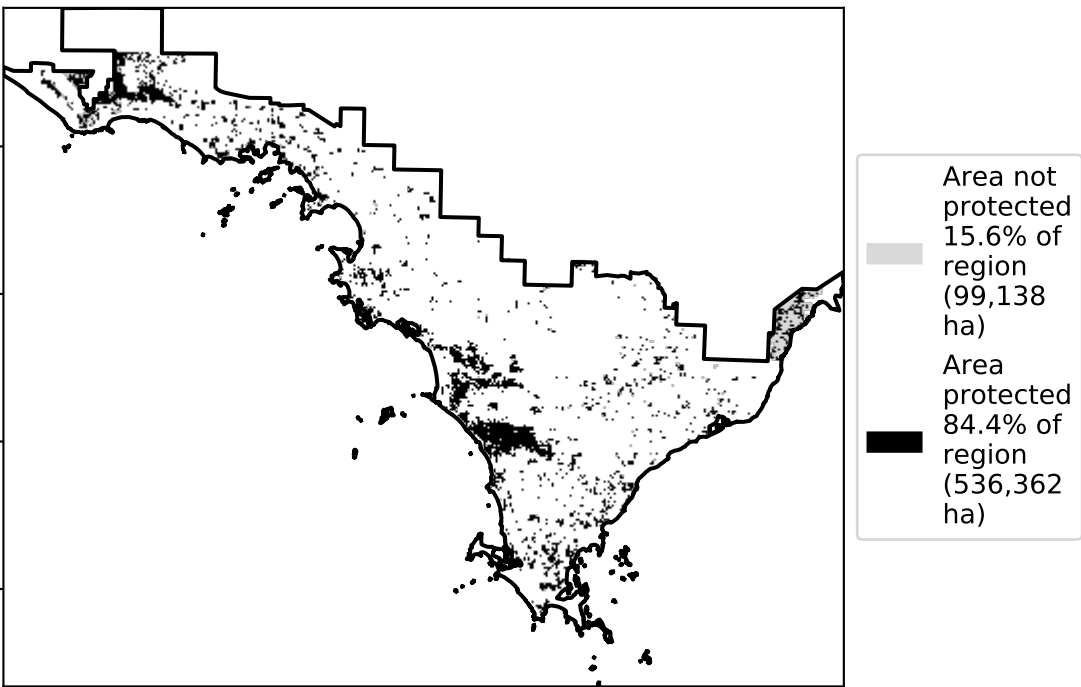 Area not
protected
15.6% of
region
(99,138
ha)
Area
protected
84.4% of
region
(536,362
ha)